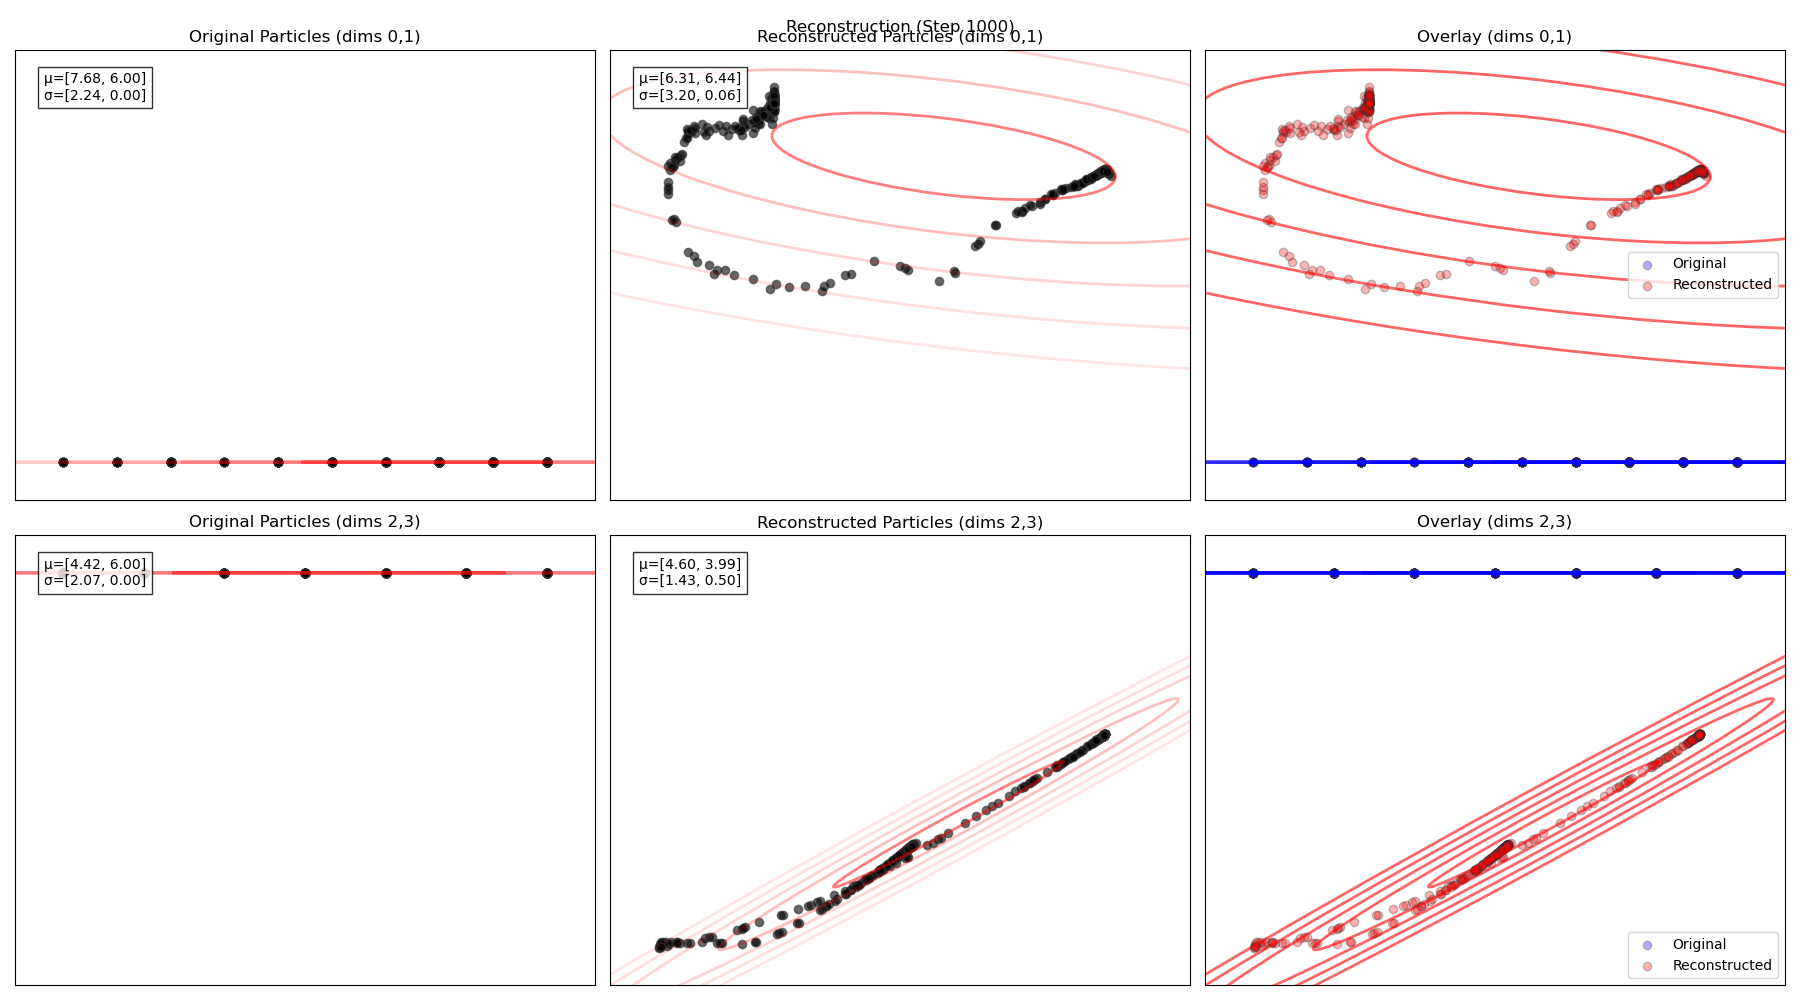 Reconstruction (Step 1000)
Original Particles (dims 0,1)
Reconstructed Particles (dims 0,1)
Overlay (dims 0,1)
μ=[7.68, 6.00]
σ=[2.24, 0.00]
μ=[6.31, 6.44]
σ=[3.20, 0.06]
Original
Reconstructed
Original Particles (dims 2,3)
Reconstructed Particles (dims 2,3)
Overlay (dims 2,3)
μ=[4.42, 6.00]
σ=[2.07, 0.00]
μ=[4.60, 3.99]
σ=[1.43, 0.50]
Original
Reconstructed